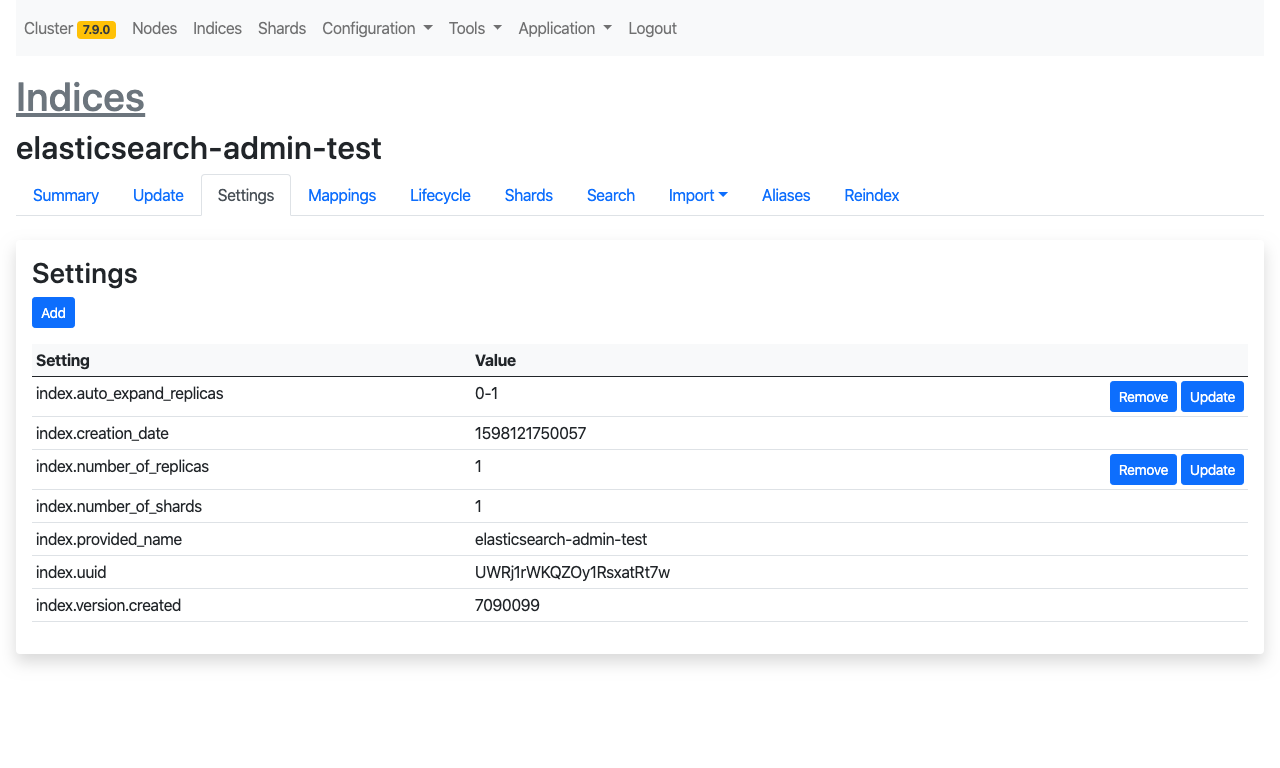 Cluster 7.9.0 Nodes Indices Shards Configuration Tools Application Logout
Indices
elasticsearch-admin-test
Summary Update Settings Mappings Lifecycle Shards Search Import Aliases Reindex
Settings
Add
Setting Value
index.auto_expand_replicas 0-1 Remove Update
index.creation_date 1598121750057
index.number_of_replicas 1 Remove Update
index.number_of_shards 1
index.provided_name elasticsearch-admin-test
index.uuid UWRj1rWKQZOy1RsxatRt7w
index.version.created 7090099